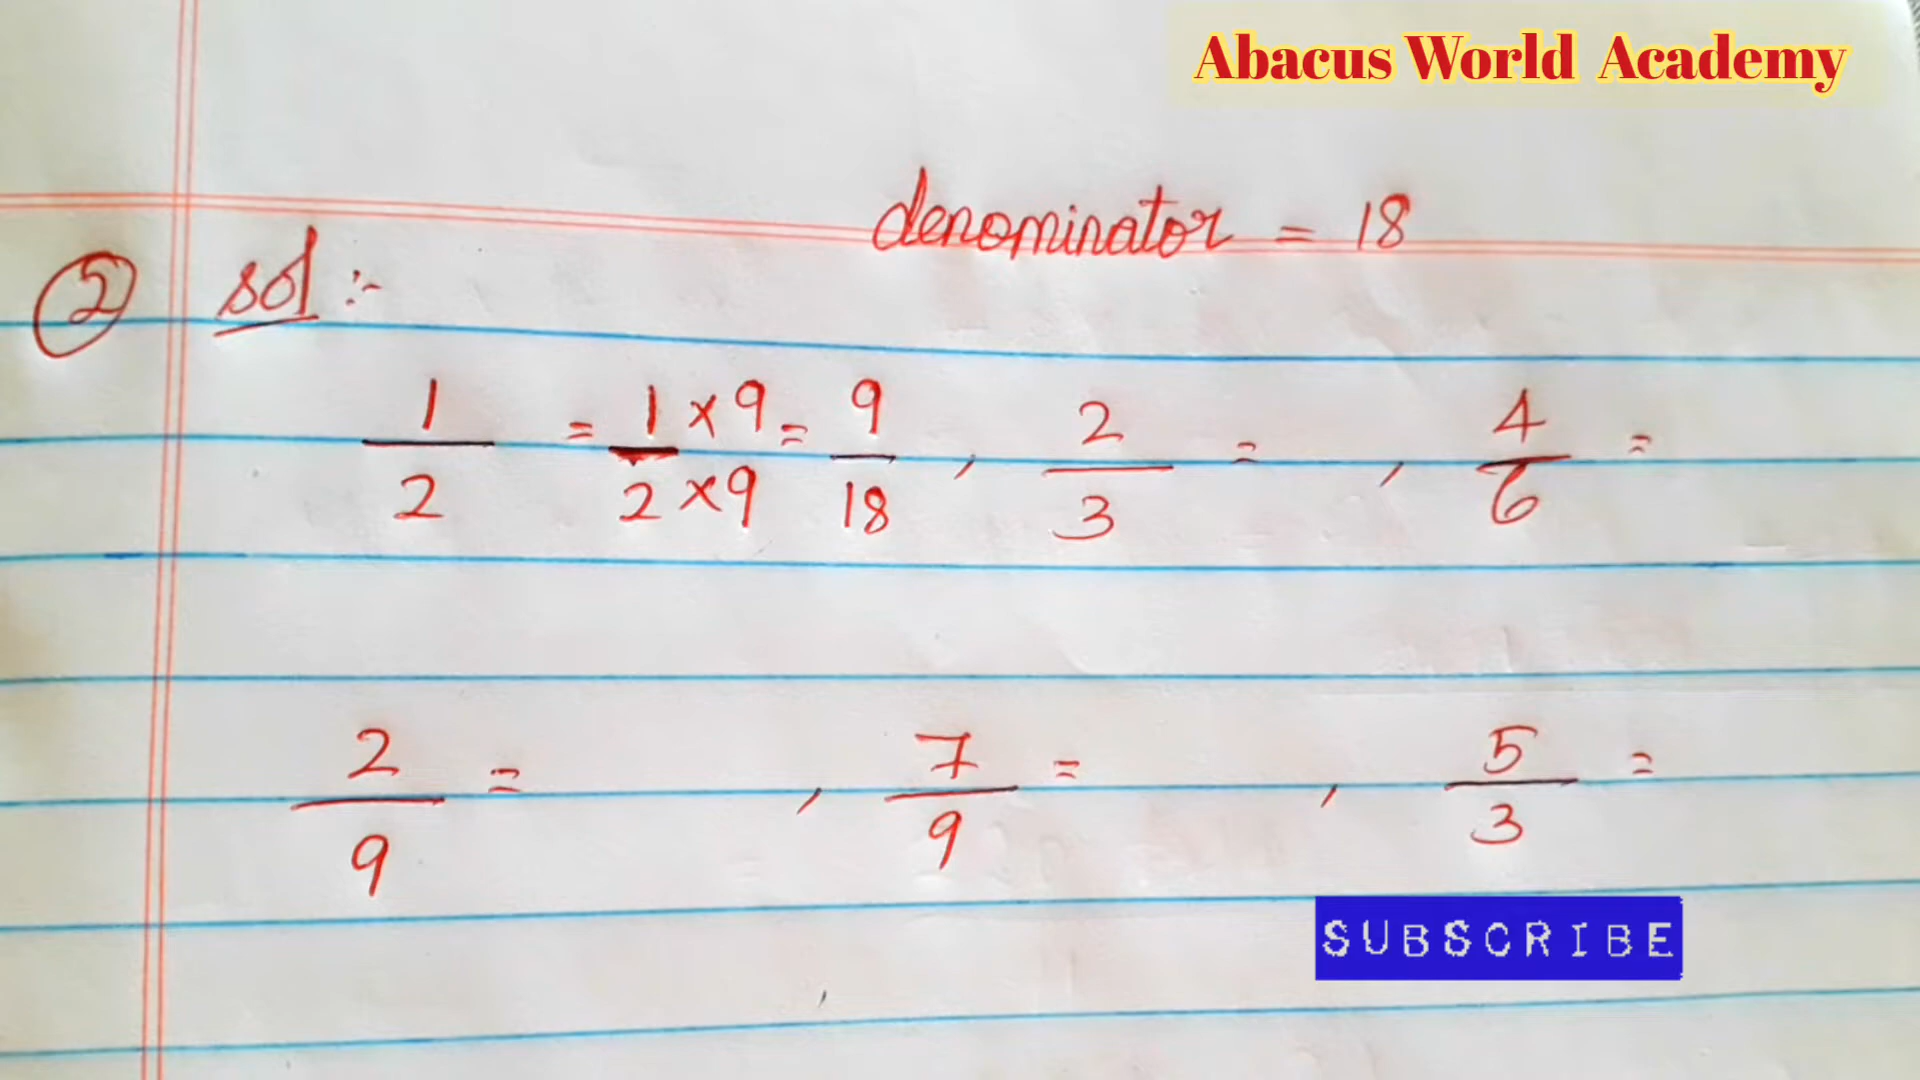 Abacus World Academy
denominator = 18
② sol :-
1/2 = 1 × 9 / 2 × 9 = 9/18 , 2/3 = , 4/6 =
2/9 = , 7/9 = , 5/3 =
SUBSCRIBE